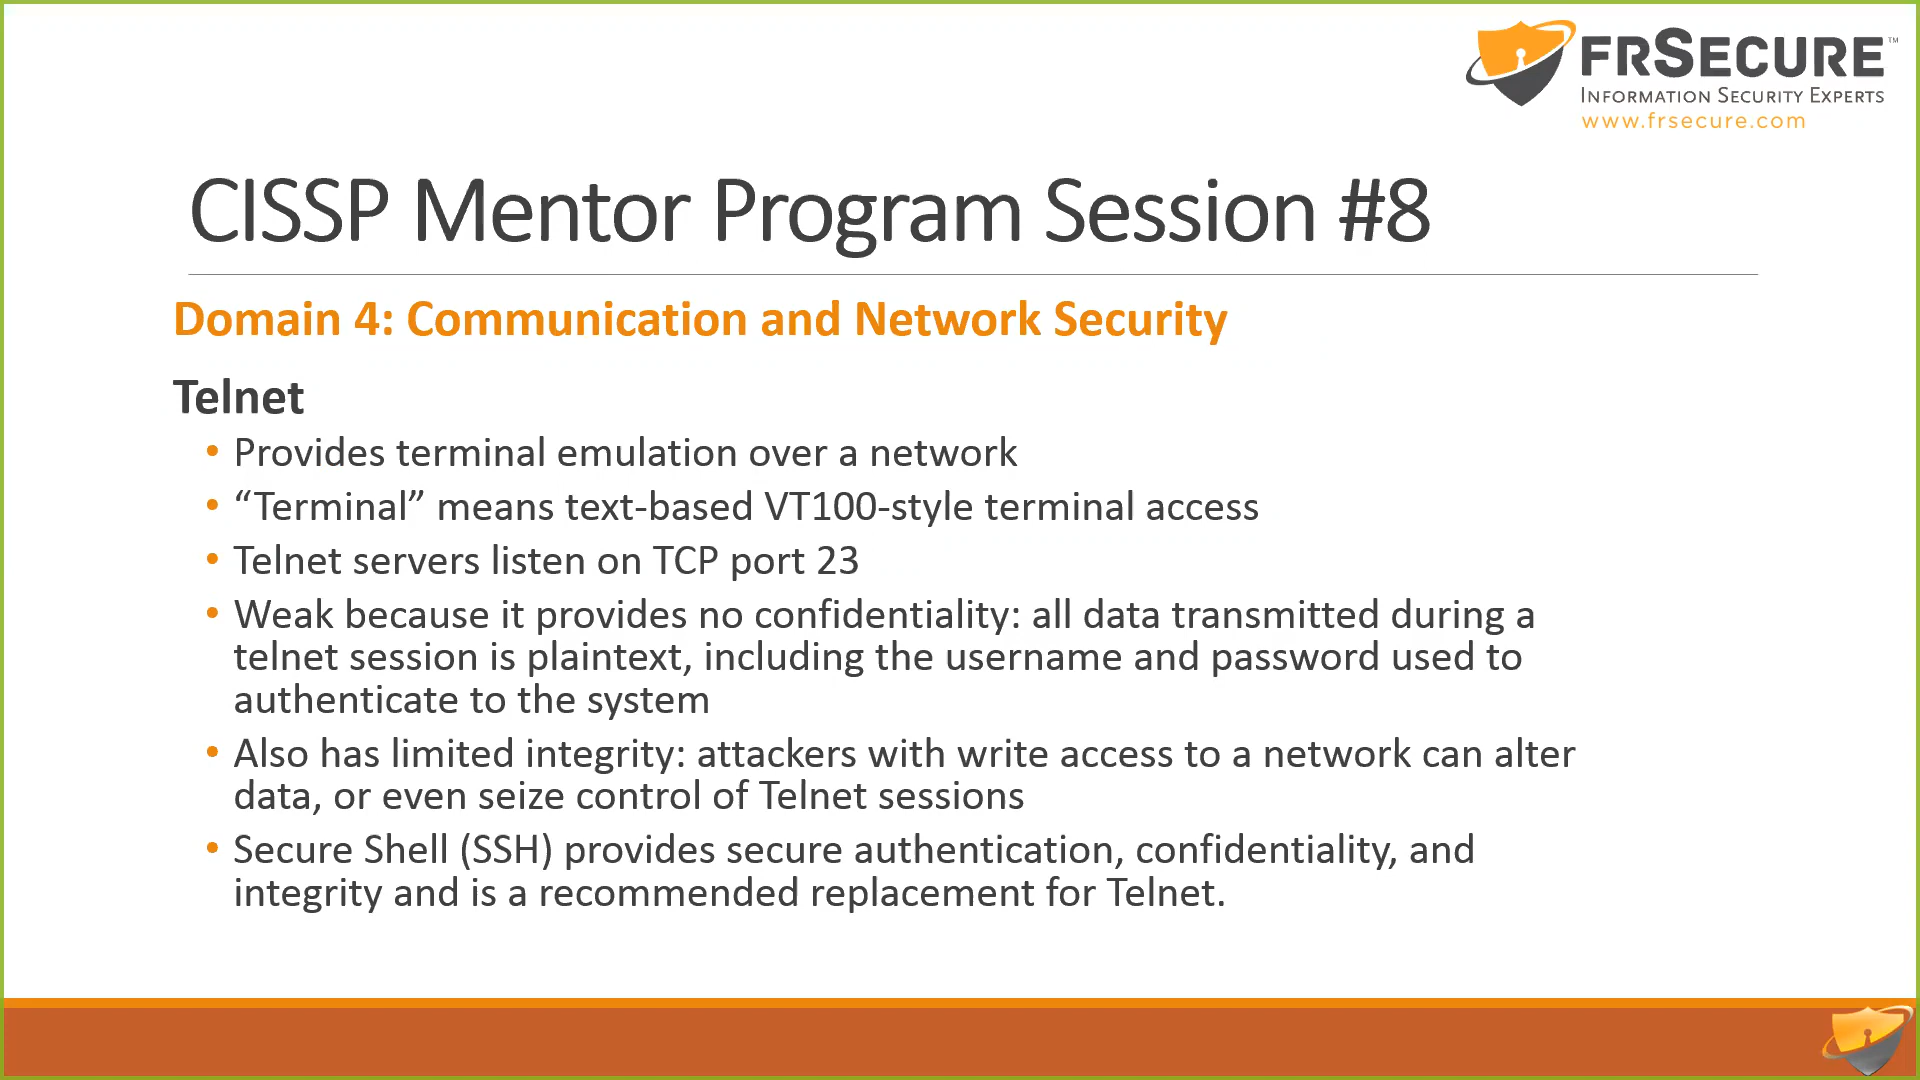 FRSECURE™
INFORMATION SECURITY EXPERTS
www.frsecure.com
CISSP Mentor Program Session #8
Domain 4: Communication and Network Security
Telnet
• Provides terminal emulation over a network
• “Terminal” means text-based VT100-style terminal access
• Telnet servers listen on TCP port 23
• Weak because it provides no confidentiality: all data transmitted during a
telnet session is plaintext, including the username and password used to
authenticate to the system
• Also has limited integrity: attackers with write access to a network can alter
data, or even seize control of Telnet sessions
• Secure Shell (SSH) provides secure authentication, confidentiality, and
integrity and is a recommended replacement for Telnet.